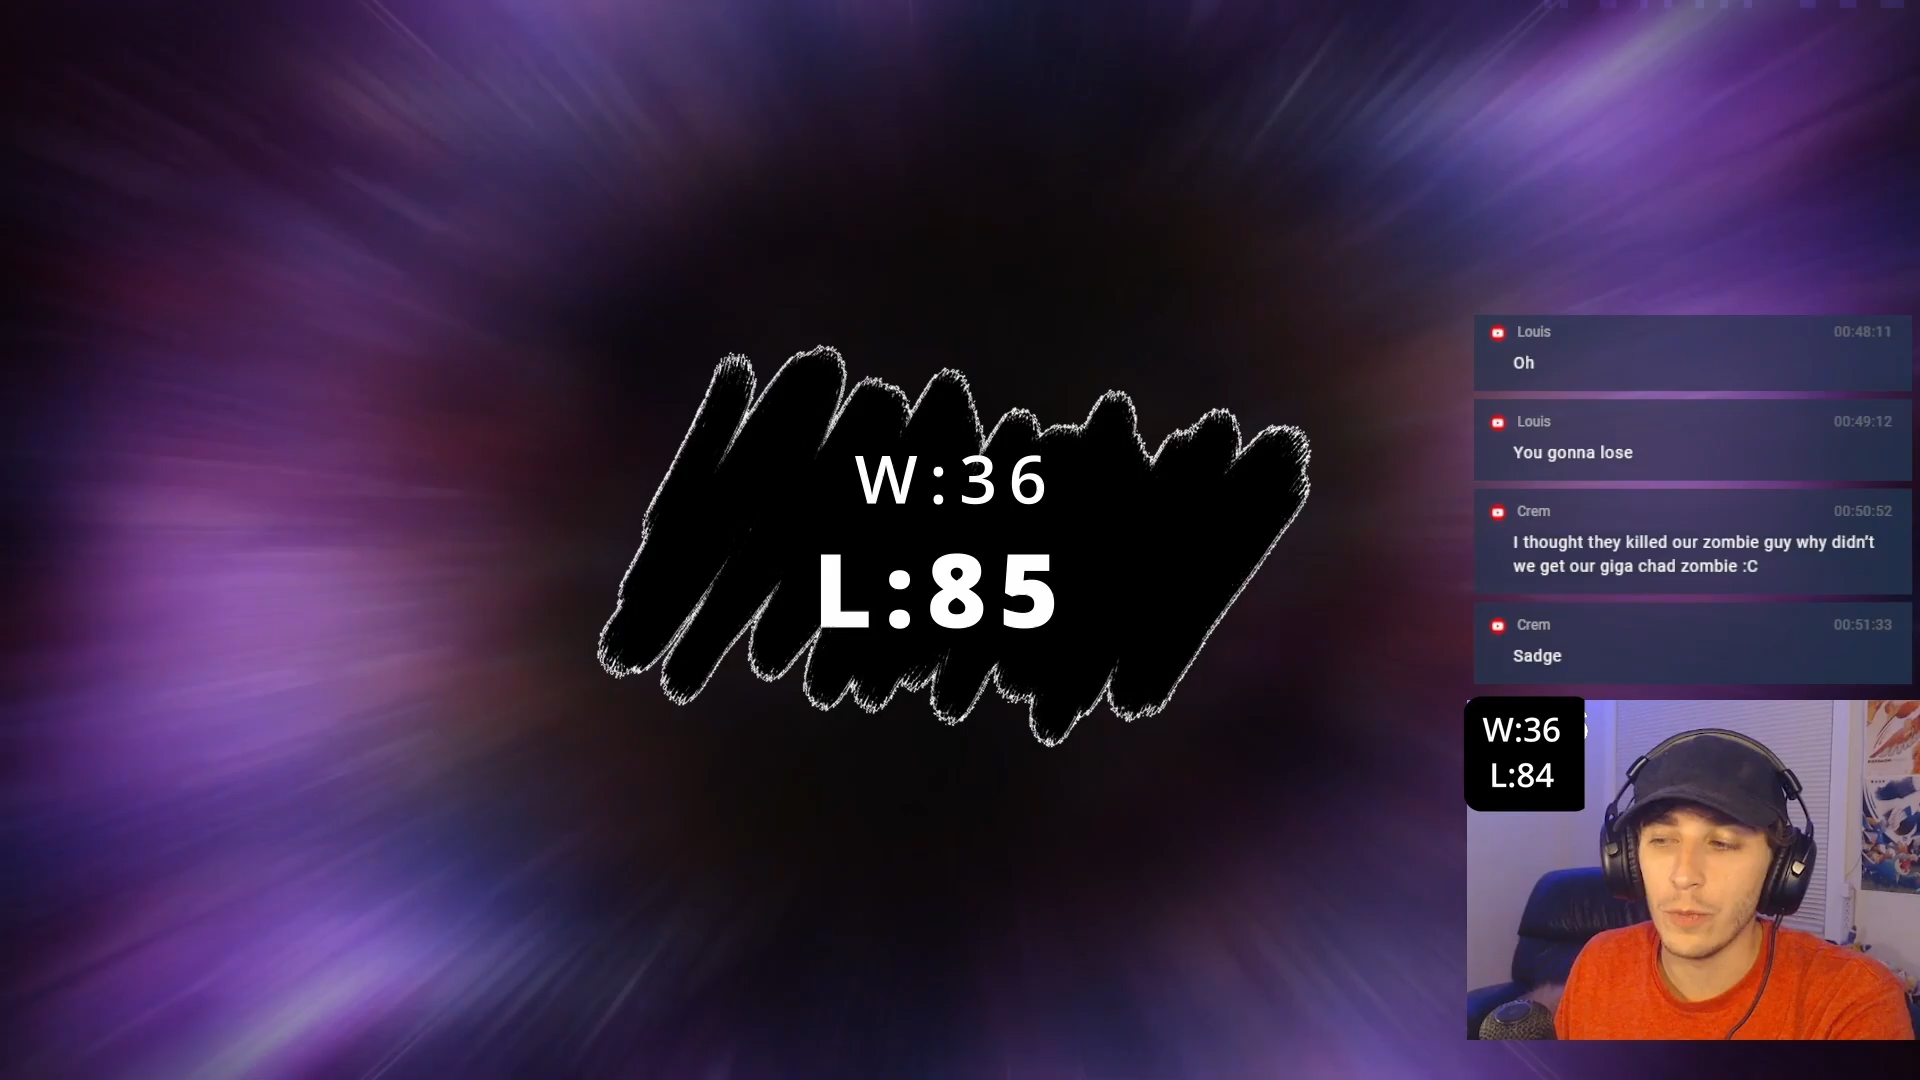 W:36
L:85
Louis 00:48:11
Oh
Louis 00:49:12
You gonna lose
Crem 00:50:52
I thought they killed our zombie guy why didn't
we get our giga chad zombie :C
Crem 00:51:33
Sadge
W:36
L:84